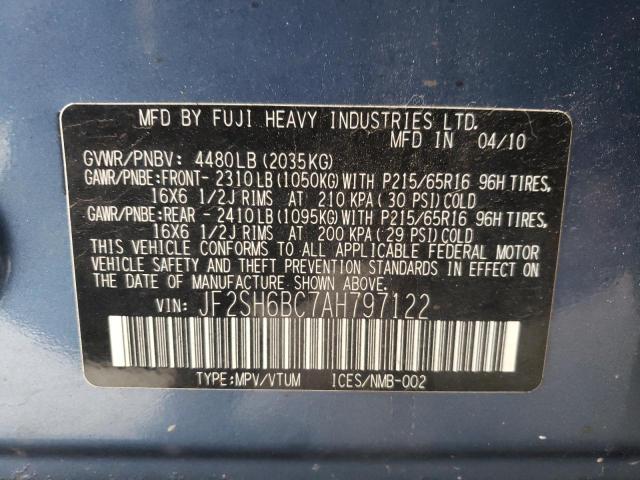 MFD BY FUJI HEAVY INDUSTRIES LTD.
MFD IN 04/10
GVWR/PNBV: 4480LB(2035KG)
GAWR/PNBE:FRONT- 2310LB(1050KG)WITH P215/65R16 96H TIRES,
16X6 1/2J RIMS AT 210 KPA(30 PSI)COLD
GAWR/PNBE:REAR - 2410LB(1095KG)WITH P215/65R16 96H TIRES,
16X6 1/2J RIMS AT 200 KPA(29 PSI)COLD
THIS VEHICLE CONFORMS TO ALL APPLICABLE FEDERAL MOTOR
VEHICLE SAFETY AND THEFT PREVENTION STANDARDS IN EFFECT
ON THE DATE OF MANUFACTURE SHOWN ABOVE.
VIN: JF2SH6BC7AH797122
TYPE:MPV/VTUM ICES/NMB-002